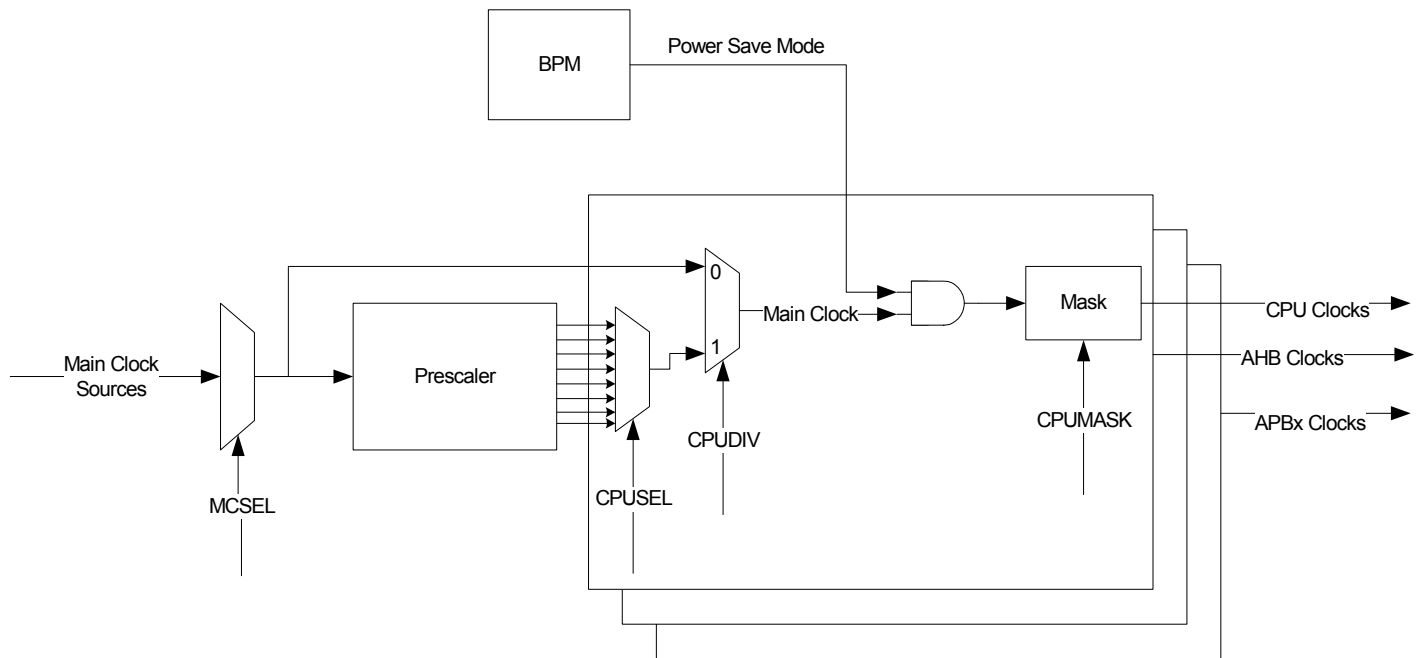 BPM
Power Save Mode
0
1
Main Clock
Mask
CPU Clocks
AHB Clocks
APBx Clocks
Main Clock
Sources
Prescaler
MCSEL
CPUSEL
CPUDIV
CPUMASK